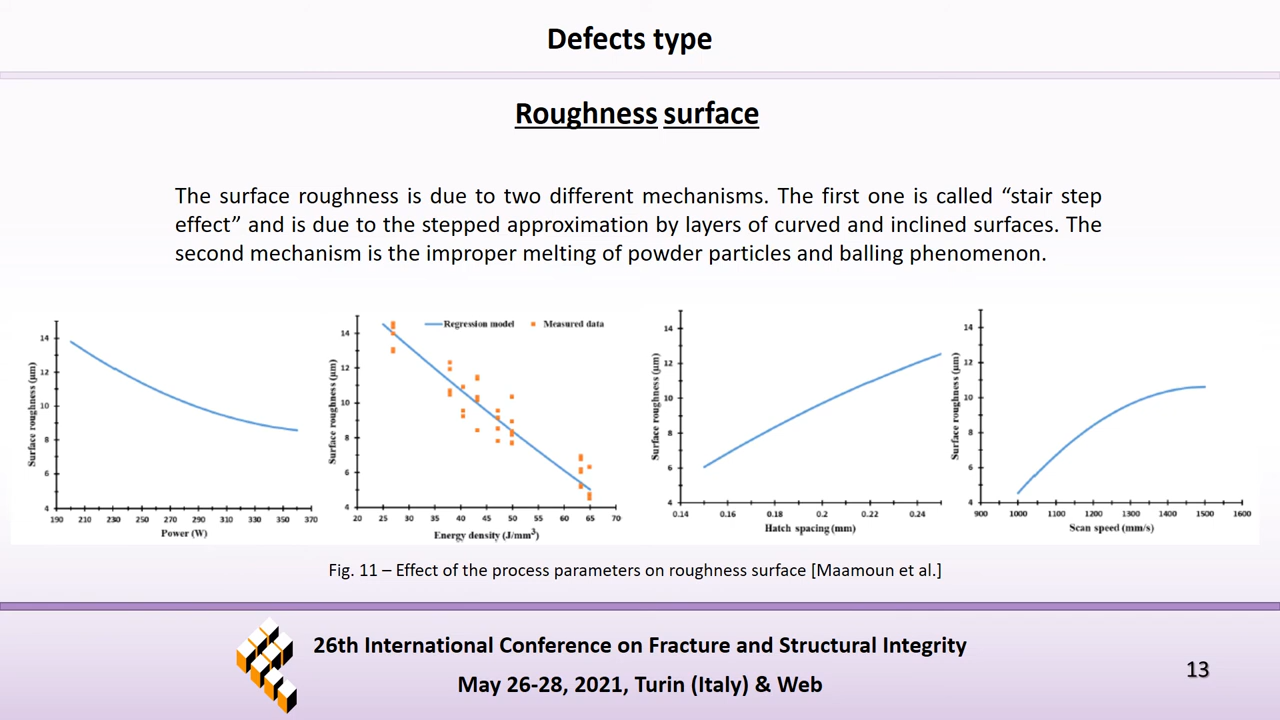 Defects type
Roughness surface
The surface roughness is due to two different mechanisms. The first one is called “stair step
effect” and is due to the stepped approximation by layers of curved and inclined surfaces. The
second mechanism is the improper melting of powder particles and balling phenomenon.
Surface roughness (µm)
14
12
10
8
6
4
190 210 230 250 270 290 310 330 350 370
Power (W)
Regression model Measured data
Surface roughness (µm)
14
12
10
8
6
4
20 25 30 35 40 45 50 55 60 65 70
Energy density (J/mm³)
Surface roughness (µm)
14
12
10
8
6
4
0.14 0.16 0.18 0.2 0.22 0.24
Hatch spacing (mm)
Surface roughness (µm)
14
12
10
8
6
4
900 1000 1100 1200 1300 1400 1500 1600
Scan speed (mm/s)
Fig. 11 – Effect of the process parameters on roughness surface [Maamoun et al.]
26th International Conference on Fracture and Structural Integrity
May 26-28, 2021, Turin (Italy) & Web
13